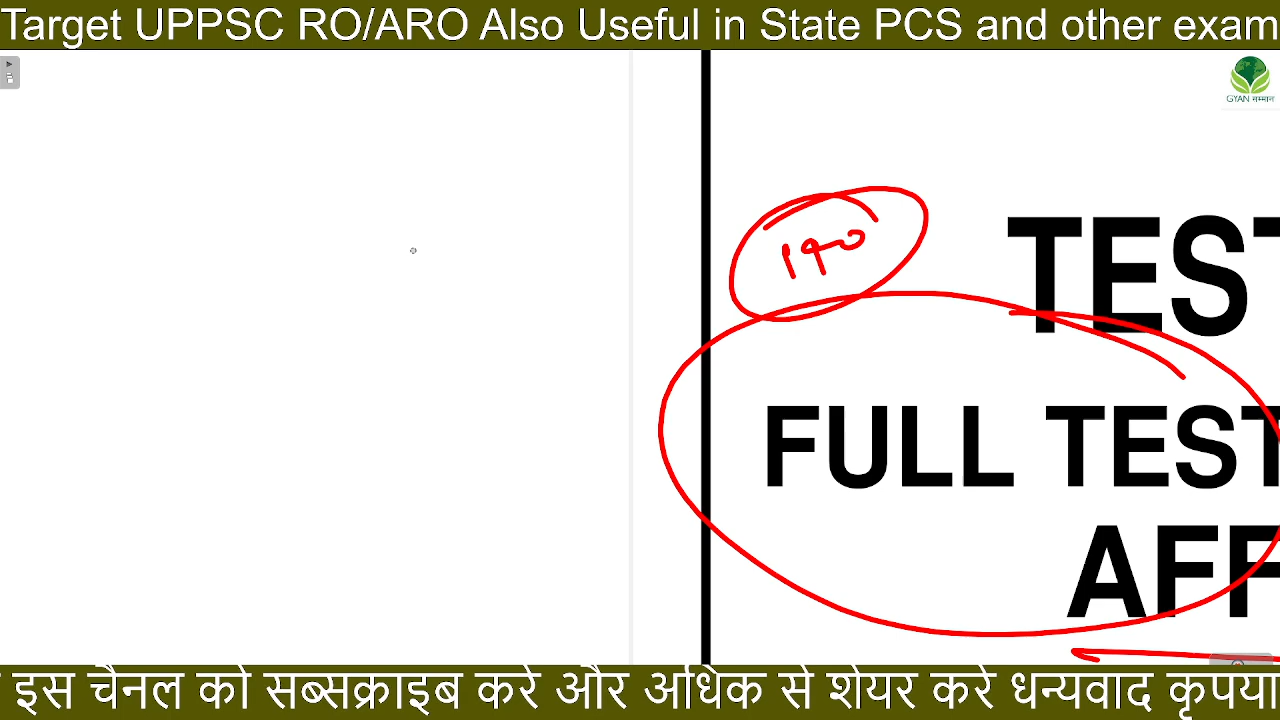 Target UPPSC RO/ARO Also Useful in State PCS and other exam
GYAN सम्मान
TEST
FULL TEST
AFF
इस चैनल को सब्सक्राइब करे और अधिक से शेयर करे धन्यवाद कृपया